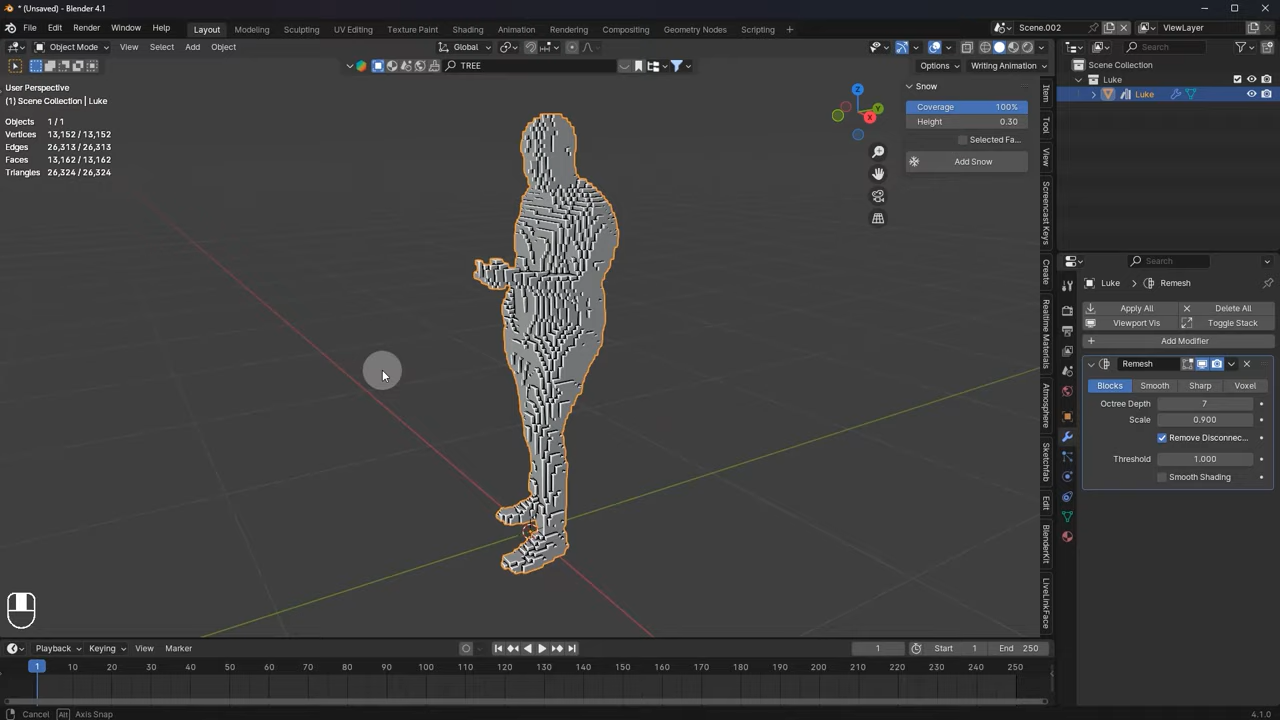 * (Unsaved) - Blender 4.1
File Edit Render Window Help Layout Modeling Sculpting UV Editing Texture Paint Shading Animation Rendering Compositing Geometry Nodes Scripting + Scene.002 ViewLayer
Object Mode View Select Add Object Global Search
TREE Options Writing Animation
User Perspective
(1) Scene Collection | Luke
Objects 1 / 1
Vertices 13,152 / 13,152
Edges 26,313 / 26,313
Faces 13,162 / 13,162
Triangles 26,324 / 26,324
Z
Y
X
Snow
Coverage 100%
Height 0.30
Selected Fa...
Add Snow
Item
Tool
View
Screencast Keys
Create
Realtime Materials
Atmosphere
Sketchfab
Edit
BlenderKit
LiveLinkFace
Scene Collection
Luke
Luke
Search
Luke Remesh
Apply All Delete All
Viewport Vis Toggle Stack
Add Modifier
Remesh
Blocks Smooth Sharp Voxel
Octree Depth 7
Scale 0.900
Remove Disconnec...
Threshold 1.000
Smooth Shading
Playback Keying View Marker 1 Start 1 End 250
1 10 20 30 40 50 60 70 80 90 100 110 120 130 140 150 160 170 180 190 200 210 220 230 240 250
Cancel Alt Axis Snap 4.1.0